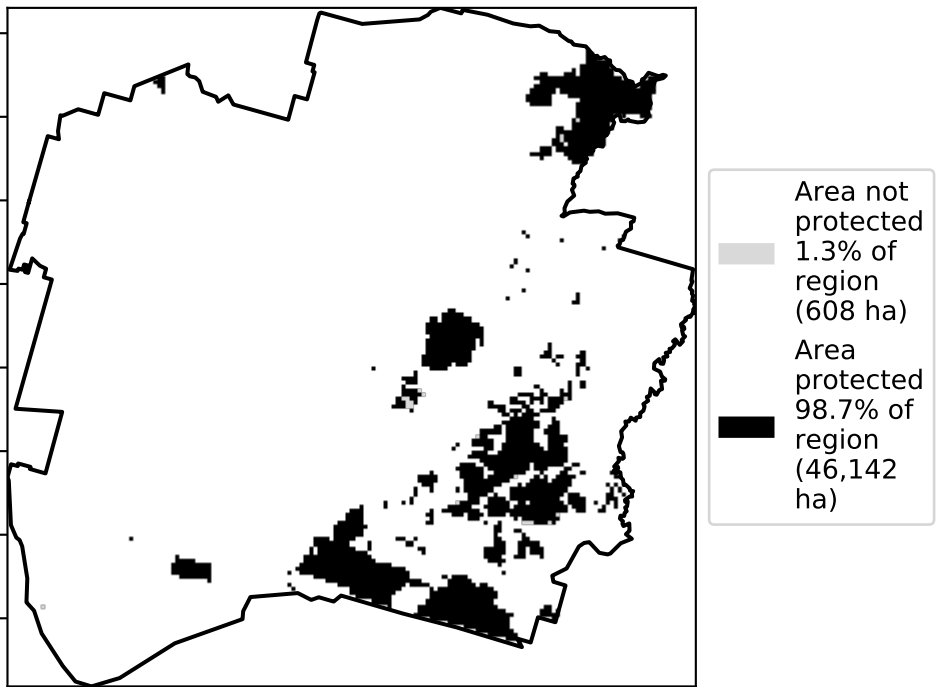 Area not
protected
1.3% of
region
(608 ha)
Area
protected
98.7% of
region
(46,142
ha)